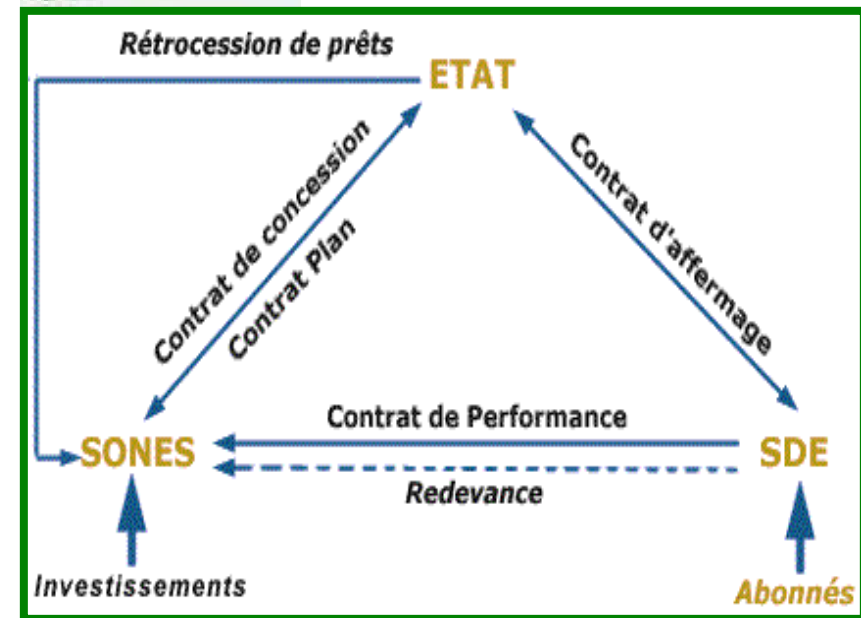 Rétrocession de prêts
ETAT
Contrat de concession
Contrat Plan
Contrat d'affermage
Contrat de Performance
SONES
SDE
Redevance
Investissements
Abonnés